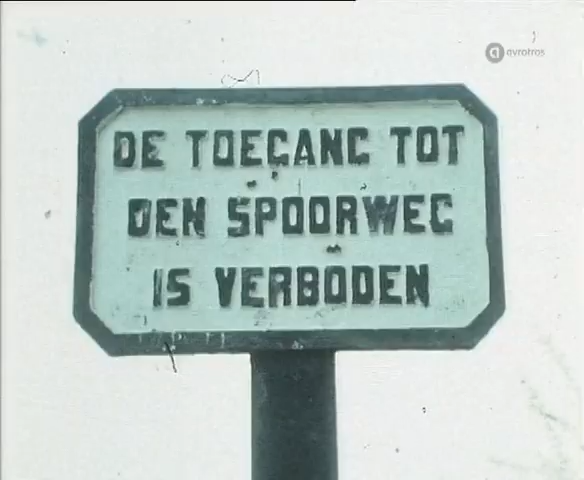 avrotros
DE TOEGANG TOT
DEN SPOORWEG
IS VERBODEN